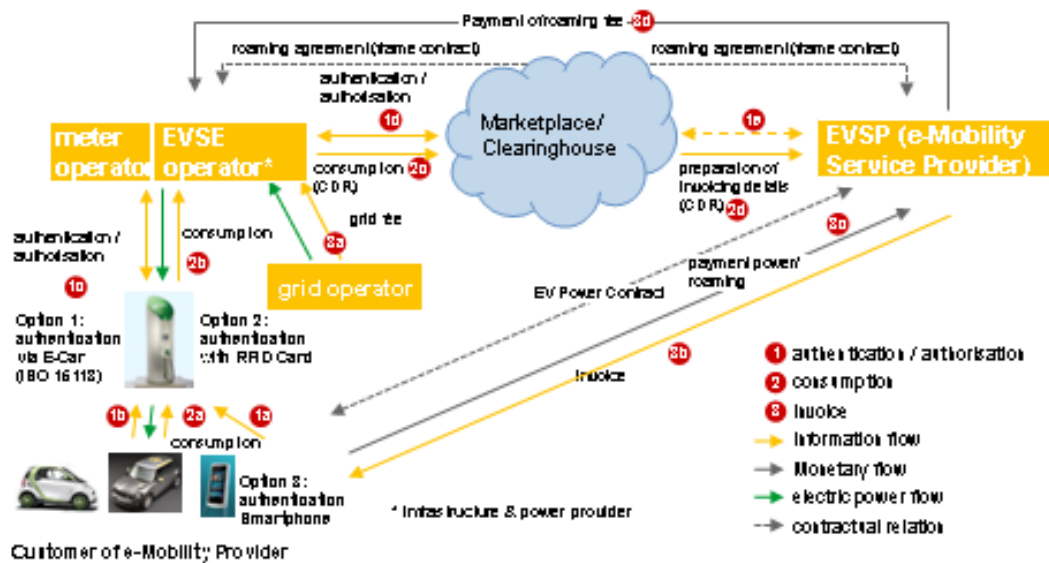 Payment of roaming fee 3d
roaming agreement (frame contract)
roaming agreement (frame contract)
authentication /
authorisation
1d
Marketplace/
Clearinghouse
1e
meter
operator
EVSE
operator*
EVSP (e-Mobility
Service Provider)
consumption 2c
(CDR)
preparation of
invoicing details
(CDR) 2d
grid fee
3a
3c
authentication /
authorisation
1c
consumption
2b
grid operator
payment power/
roaming
EV Power Contract
Option 1:
authentication
via E-Car
(ISO 15118)
Option 2:
authentication
with RFID Card
3b
Invoice
1 authentication / authorisation
2 consumption
3 Invoice
Information flow
Monetary flow
electric power flow
contractual relation
1b
2a
1a
consumption
Option 3:
authentication
Smartphone
* Infrastructure & power provider
Customer of e-Mobility Provider